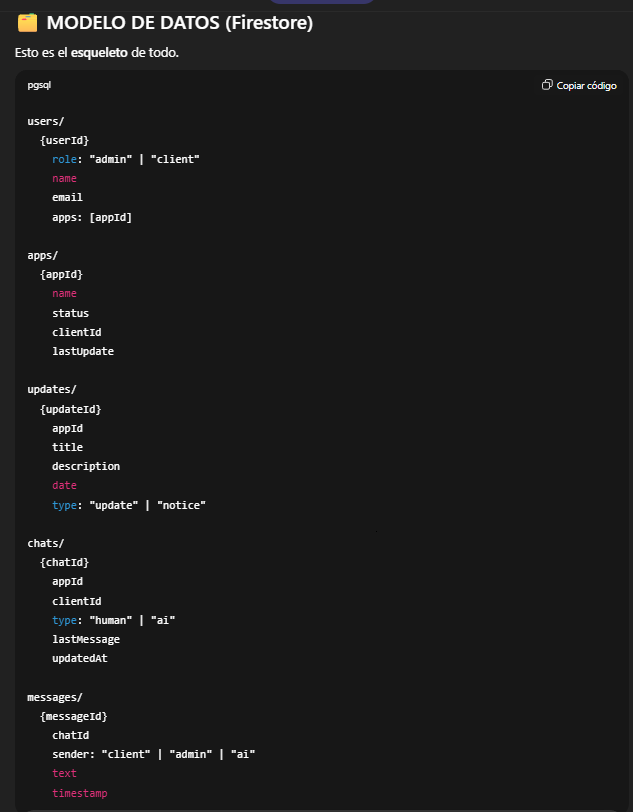 🗂️ MODELO DE DATOS (Firestore)
Esto es el esqueleto de todo.
pgsql
Copiar código
users/
  {userId}
    role: "admin" | "client"
    name
    email
    apps: [appId]
apps/
  {appId}
    name
    status
    clientId
    lastUpdate
updates/
  {updateId}
    appId
    title
    description
    date
    type: "update" | "notice"
chats/
  {chatId}
    appId
    clientId
    type: "human" | "ai"
    lastMessage
    updatedAt
messages/
  {messageId}
    chatId
    sender: "client" | "admin" | "ai"
    text
    timestamp